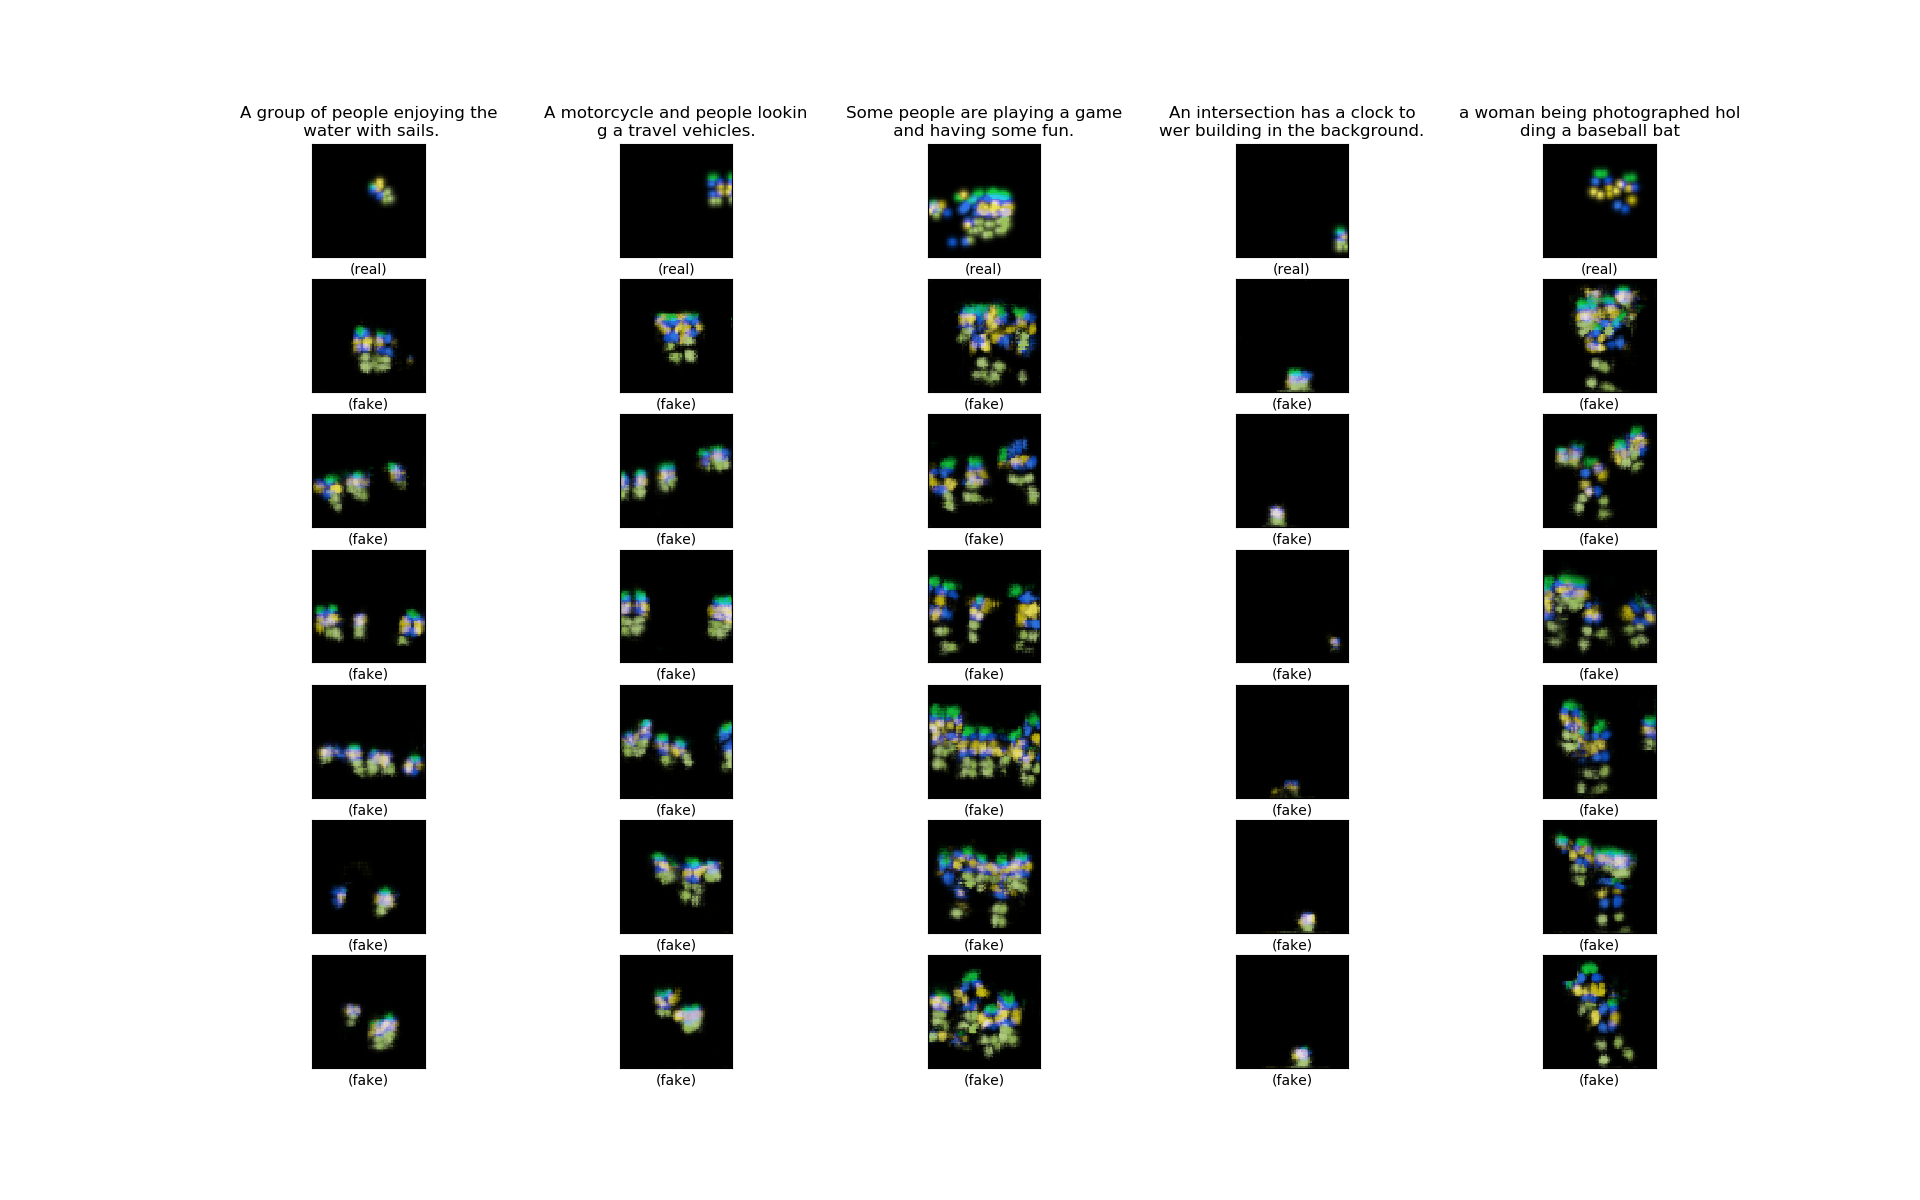 A group of people enjoying the
water with sails.
A motorcycle and people lookin
g a travel vehicles.
Some people are playing a game
and having some fun.
An intersection has a clock to
wer building in the background.
a woman being photographed hol
ding a baseball bat
(real) (real) (real) (real) (real)
(fake) (fake) (fake) (fake) (fake)
(fake) (fake) (fake) (fake) (fake)
(fake) (fake) (fake) (fake) (fake)
(fake) (fake) (fake) (fake) (fake)
(fake) (fake) (fake) (fake) (fake)
(fake) (fake) (fake) (fake) (fake)